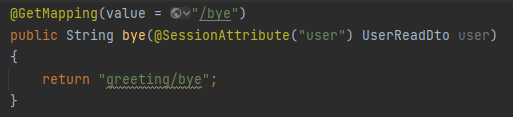 @GetMapping(value = "/bye")
public String bye(@SessionAttribute("user") UserReadDto user)
{
    return "greeting/bye";
}